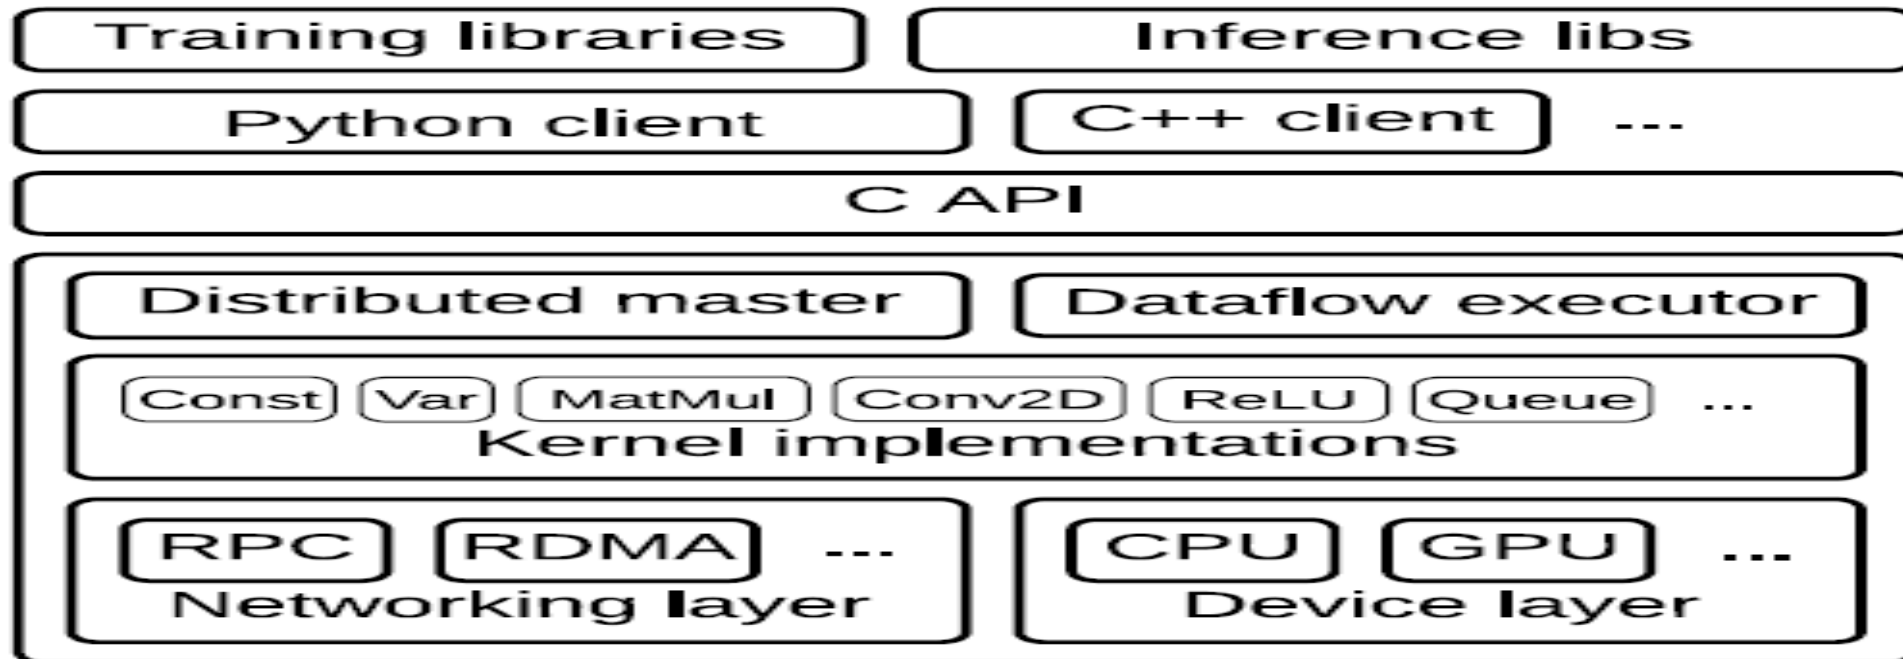 Training libraries Inference libs
Python client C++ client ...
C API
Distributed master Dataflow executor
Const Var MatMul Conv2D ReLU Queue ...
Kernel implementations
RPC RDMA ... CPU GPU ...
Networking layer Device layer